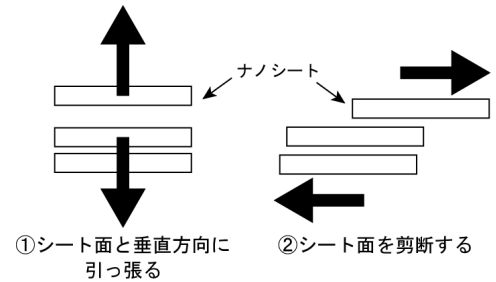 ナノシート
①シート面と垂直方向に
引っ張る
②シート面を剪断する